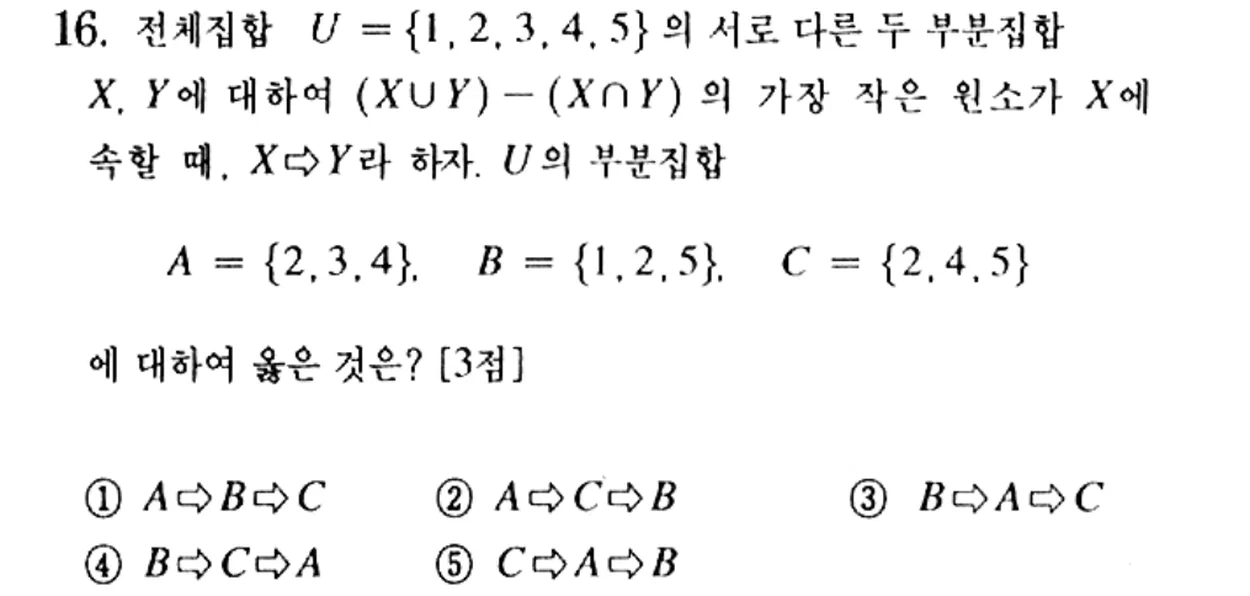 16. 전체집합 U = {1, 2, 3, 4, 5}의 서로 다른 두 부분집합
X, Y에 대하여 (X∪Y)－(X∩Y)의 가장 작은 원소가 X에
속할 때, X⇨Y라 하자. U의 부분집합
A = {2, 3, 4}, B = {1, 2, 5}, C = {2, 4, 5}
에 대하여 옳은 것은? [3점]
① A⇨B⇨C ② A⇨C⇨B ③ B⇨A⇨C
④ B⇨C⇨A ⑤ C⇨A⇨B